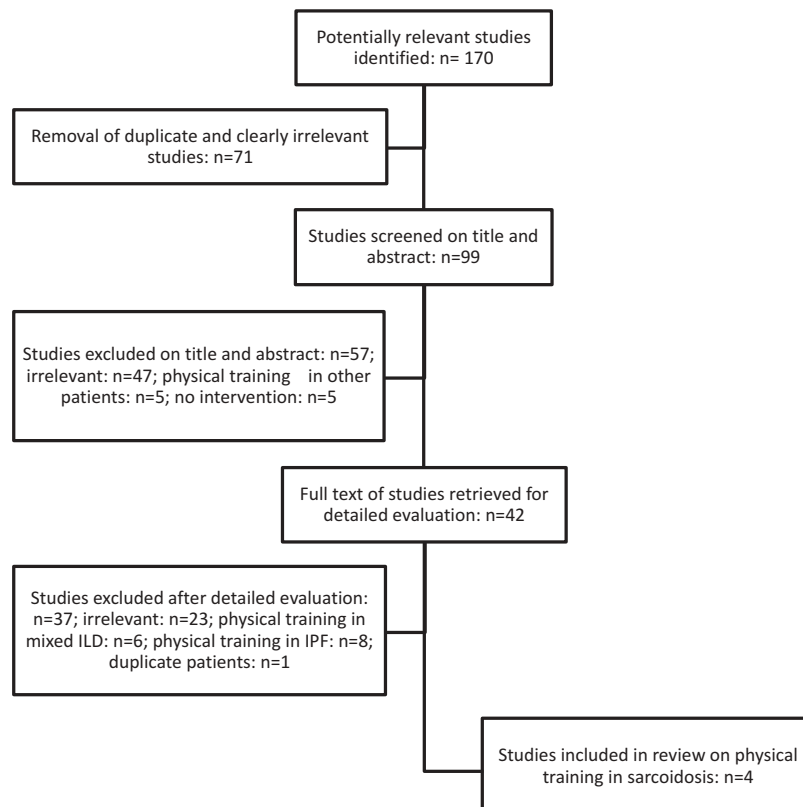 Potentially relevant studies
identified: n= 170
Removal of duplicate and clearly irrelevant
studies: n=71
Studies screened on title and
abstract: n=99
Studies excluded on title and abstract: n=57;
irrelevant: n=47; physical training in other
patients: n=5; no intervention: n=5
Full text of studies retrieved for
detailed evaluation: n=42
Studies excluded after detailed evaluation:
n=37; irrelevant: n=23; physical training in
mixed ILD: n=6; physical training in IPF: n=8;
duplicate patients: n=1
Studies included in review on physical
training in sarcoidosis: n=4